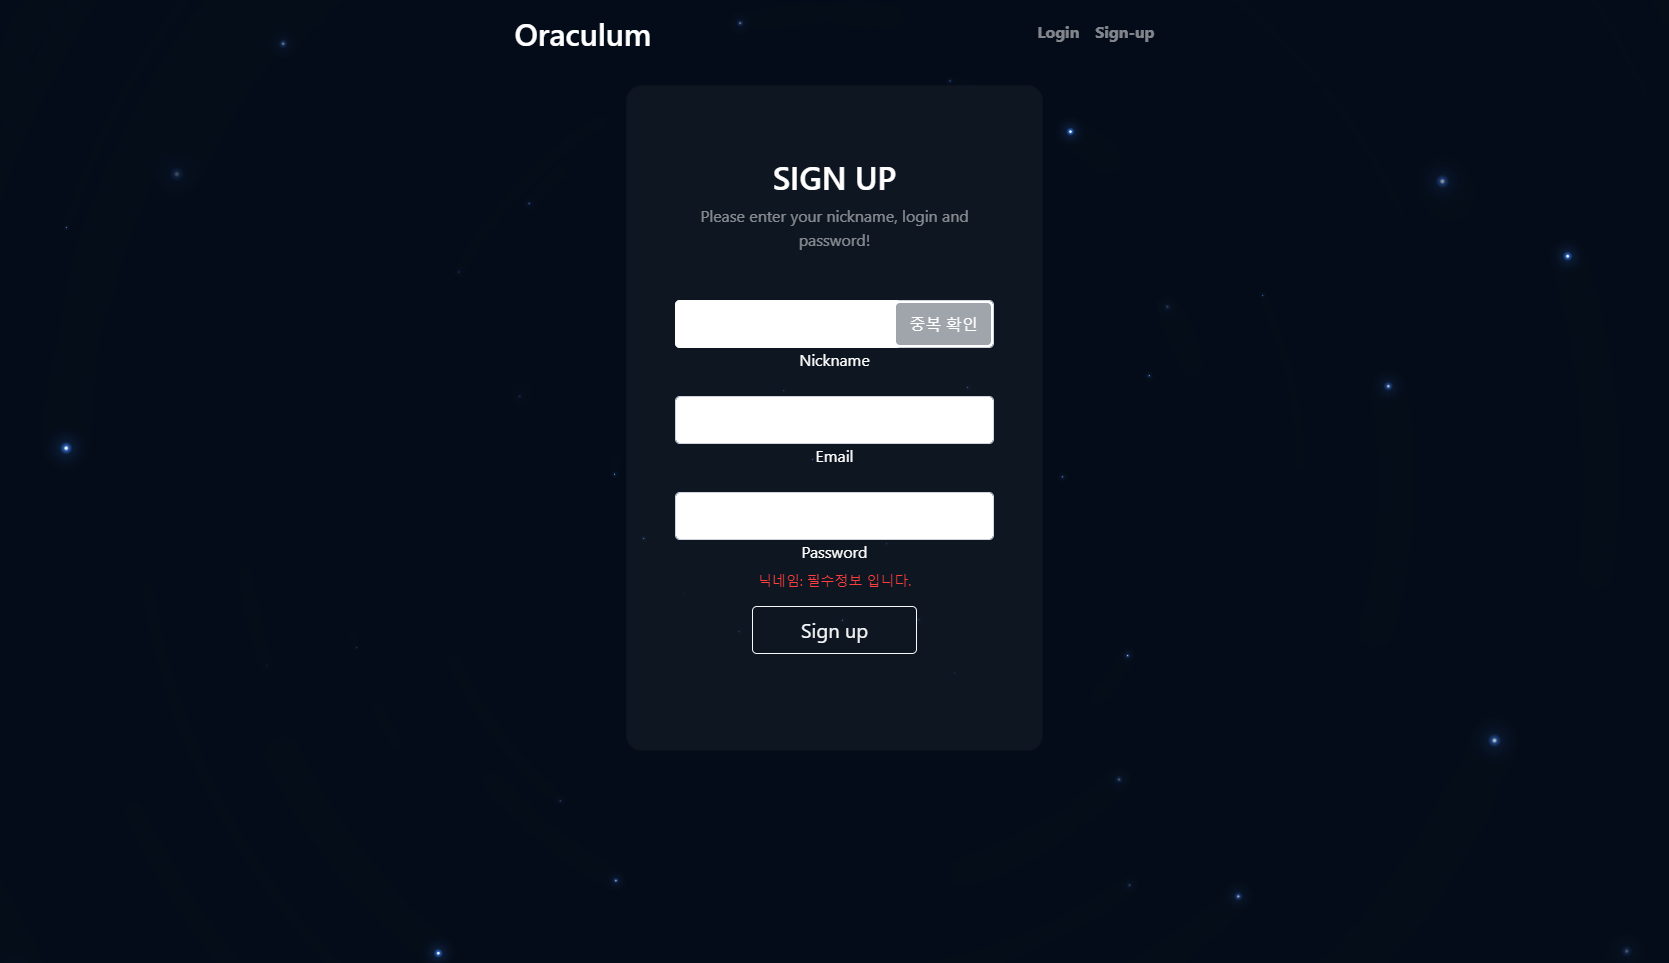 Oraculum
Login Sign-up
SIGN UP
Please enter your nickname, login and
password!
중복 확인
Nickname
Email
Password
닉네임: 필수정보 입니다.
Sign up